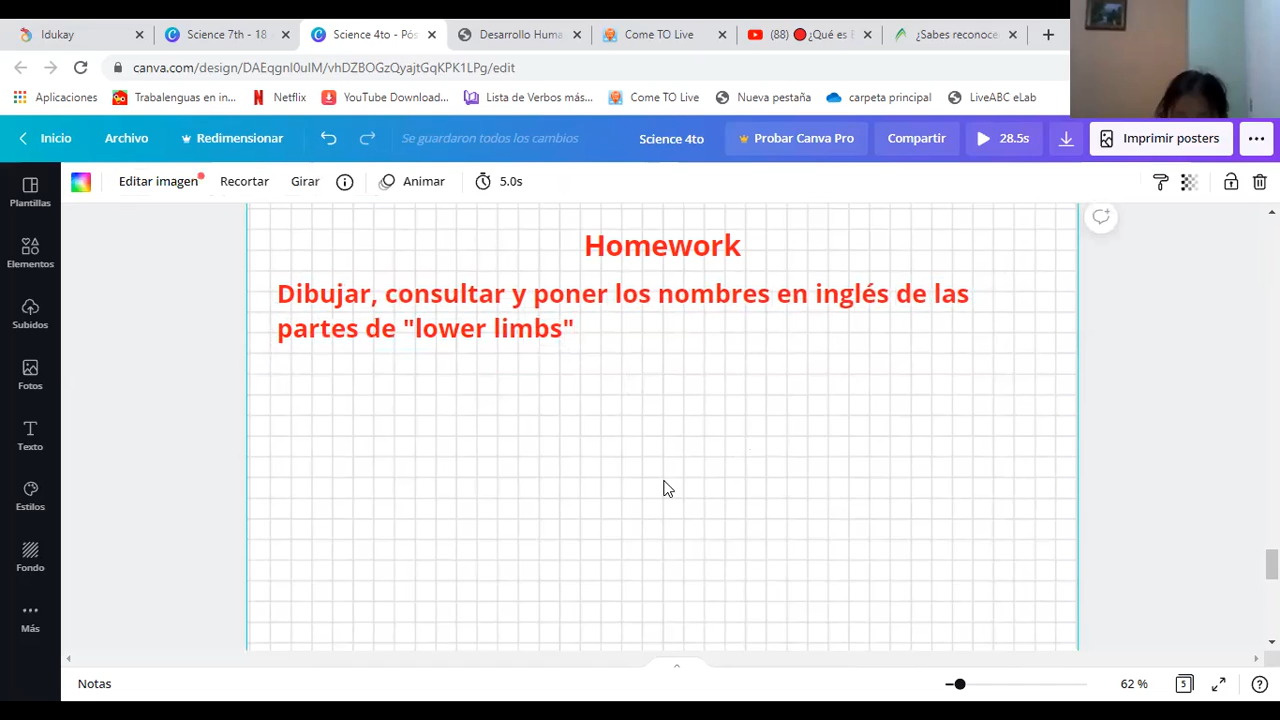 Idukay
Science 7th - 18
Science 4to - Pós
Desarrollo Huma
Come TO Live
(88) ¿Qué es E
¿Sabes reconoce
canva.com/design/DAEqgnI0uIM/vhDZBOGzQyajtGqKPK1LPg/edit
Aplicaciones
Trabalenguas en in...
Netflix
YouTube Download...
Lista de Verbos más...
Come TO Live
Nueva pestaña
carpeta principal
LiveABC eLab
Inicio
Archivo
Redimensionar
Se guardaron todos los cambios
Science 4to
Probar Canva Pro
Compartir
28.5s
Imprimir posters
Editar imagen
Recortar
Girar
Animar
5.0s
Plantillas
Elementos
Subidos
Fotos
Texto
Estilos
Fondo
Más
Homework
Dibujar, consultar y poner los nombres en inglés de las
partes de "lower limbs"
Notas
62 %
5